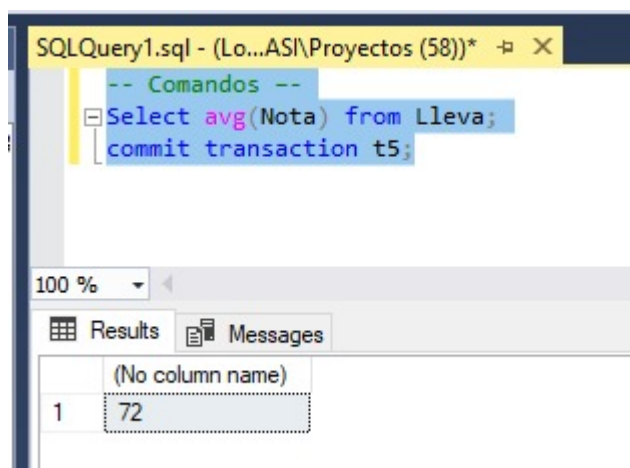 SQLQuery1.sql - (Lo...ASI\Proyectos (58))*
-- Comandos --
Select avg(Nota) from Lleva;
commit transaction t5;
100 %
Results Messages
(No column name)
1 72